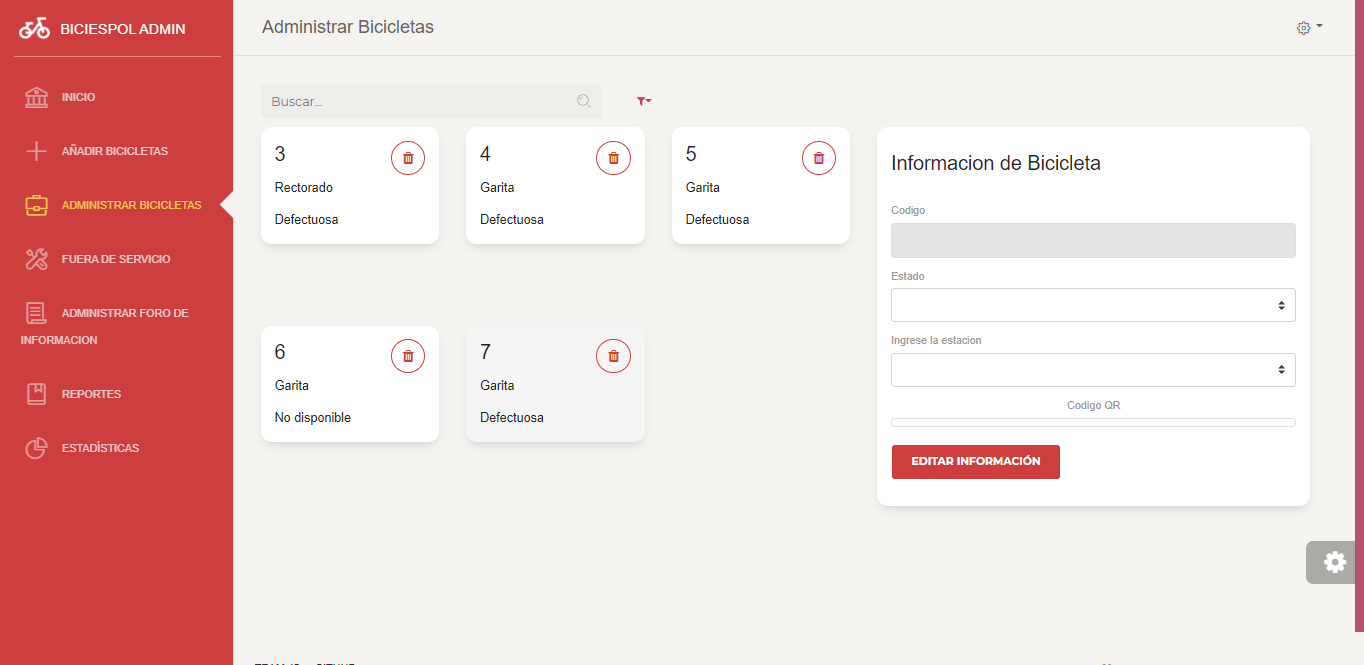 BICIESPOL ADMIN
INICIO
AÑADIR BICICLETAS
ADMINISTRAR BICICLETAS
FUERA DE SERVICIO
ADMINISTRAR FORO DE
INFORMACION
REPORTES
ESTADÍSTICAS
Administrar Bicicletas
Buscar...
3
Rectorado
Defectuosa
4
Garita
Defectuosa
5
Garita
Defectuosa
6
Garita
No disponible
7
Garita
Defectuosa
Informacion de Bicicleta
Codigo
Estado
Ingrese la estacion
Codigo QR
EDITAR INFORMACIÓN